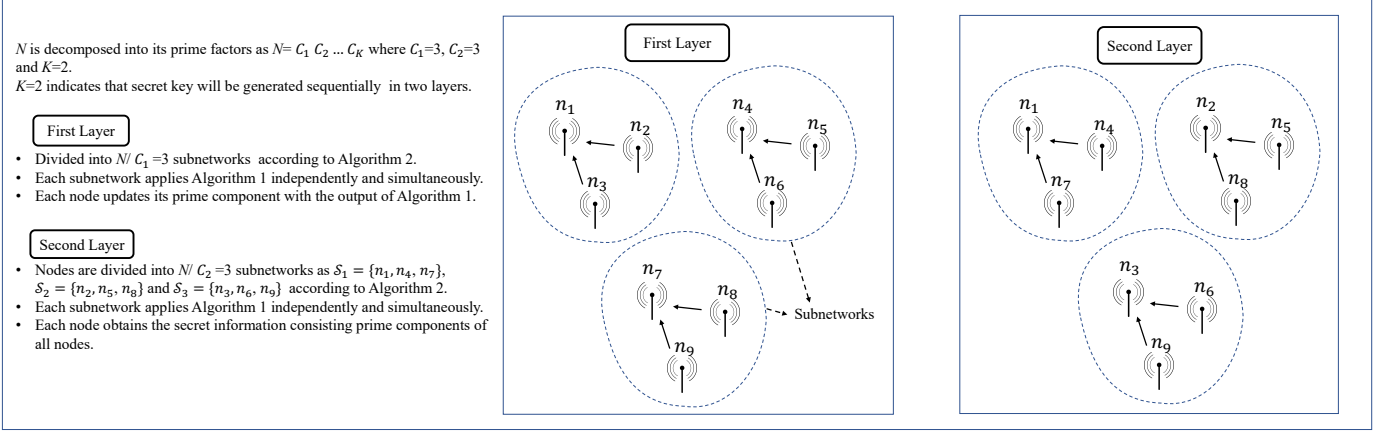 N is decomposed into its prime factors as N= C₁ C₂ … C_K where C₁=3, C₂=3
and K=2.
K=2 indicates that secret key will be generated sequentially in two layers.
First Layer
• Divided into N/ C₁ =3 subnetworks according to Algorithm 2.
• Each subnetwork applies Algorithm 1 independently and simultaneously.
• Each node updates its prime component with the output of Algorithm 1.
Second Layer
• Nodes are divided into N/ C₂ =3 subnetworks as 𝒮₁ = {n₁, n₄, n₇},
𝒮₂ = {n₂, n₅, n₈} and 𝒮₃ = {n₃, n₆, n₉} according to Algorithm 2.
• Each subnetwork applies Algorithm 1 independently and simultaneously.
• Each node obtains the secret information consisting prime components of
all nodes.
First Layer
n₁
n₂
n₃
n₄
n₅
n₆
n₇
n₈
n₉
Subnetworks
Second Layer
n₁
n₄
n₇
n₂
n₅
n₈
n₃
n₆
n₉